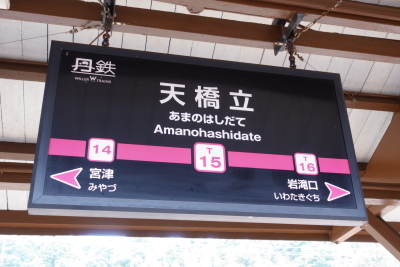 丹鉄
WILLER TRAINS
天橋立
あまのはしだて
Amanohashidate
14
T
15
T
16
宮津
みやづ
岩滝口
いわたきぐち